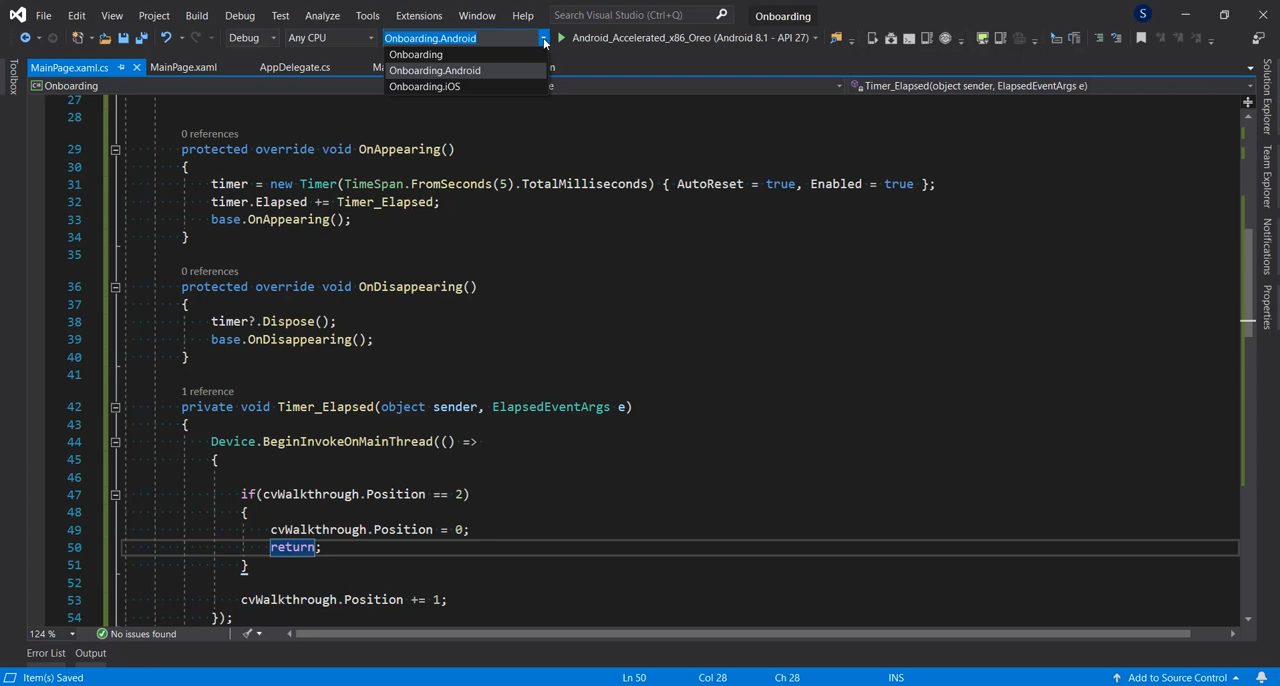 File Edit View Project Build Debug Test Analyze Tools Extensions Window Help Search Visual Studio (Ctrl+Q) Onboarding S
Debug Any CPU Onboarding.Android Android_Accelerated_x86_Oreo (Android 8.1 - API 27)
Onboarding
Onboarding.Android
Onboarding.iOS
MainPage.xaml.cs MainPage.xaml AppDelegate.cs
Onboarding Timer_Elapsed(object sender, ElapsedEventArgs e)
27
28
0 references
29 protected override void OnAppearing()
30 {
31 timer = new Timer(TimeSpan.FromSeconds(5).TotalMilliseconds) { AutoReset = true, Enabled = true };
32 timer.Elapsed += Timer_Elapsed;
33 base.OnAppearing();
34 }
35
0 references
36 protected override void OnDisappearing()
37 {
38 timer?.Dispose();
39 base.OnDisappearing();
40 }
41
1 reference
42 private void Timer_Elapsed(object sender, ElapsedEventArgs e)
43 {
44 Device.BeginInvokeOnMainThread(() =>
45 {
46
47 if(cvWalkthrough.Position == 2)
48 {
49 cvWalkthrough.Position = 0;
50 return;
51 }
52
53 cvWalkthrough.Position += 1;
54 });
124 % No issues found
Error List Output
Item(s) Saved Ln 50 Col 28 Ch 28 INS Add to Source Control
Toolbox
Solution Explorer
Team Explorer
Notifications
Properties